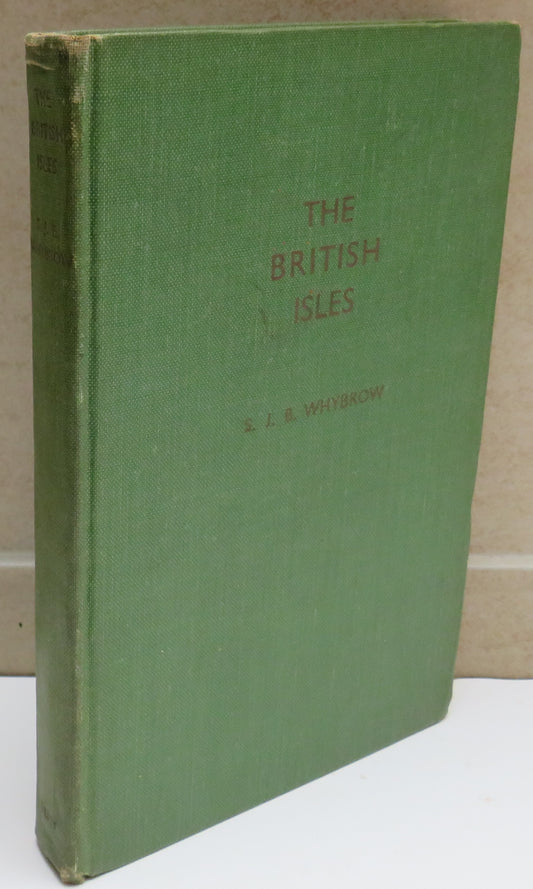 THE
BRITISH
ISLES
THE
BRITISH
ISLES
S. J. B. WHYBROW